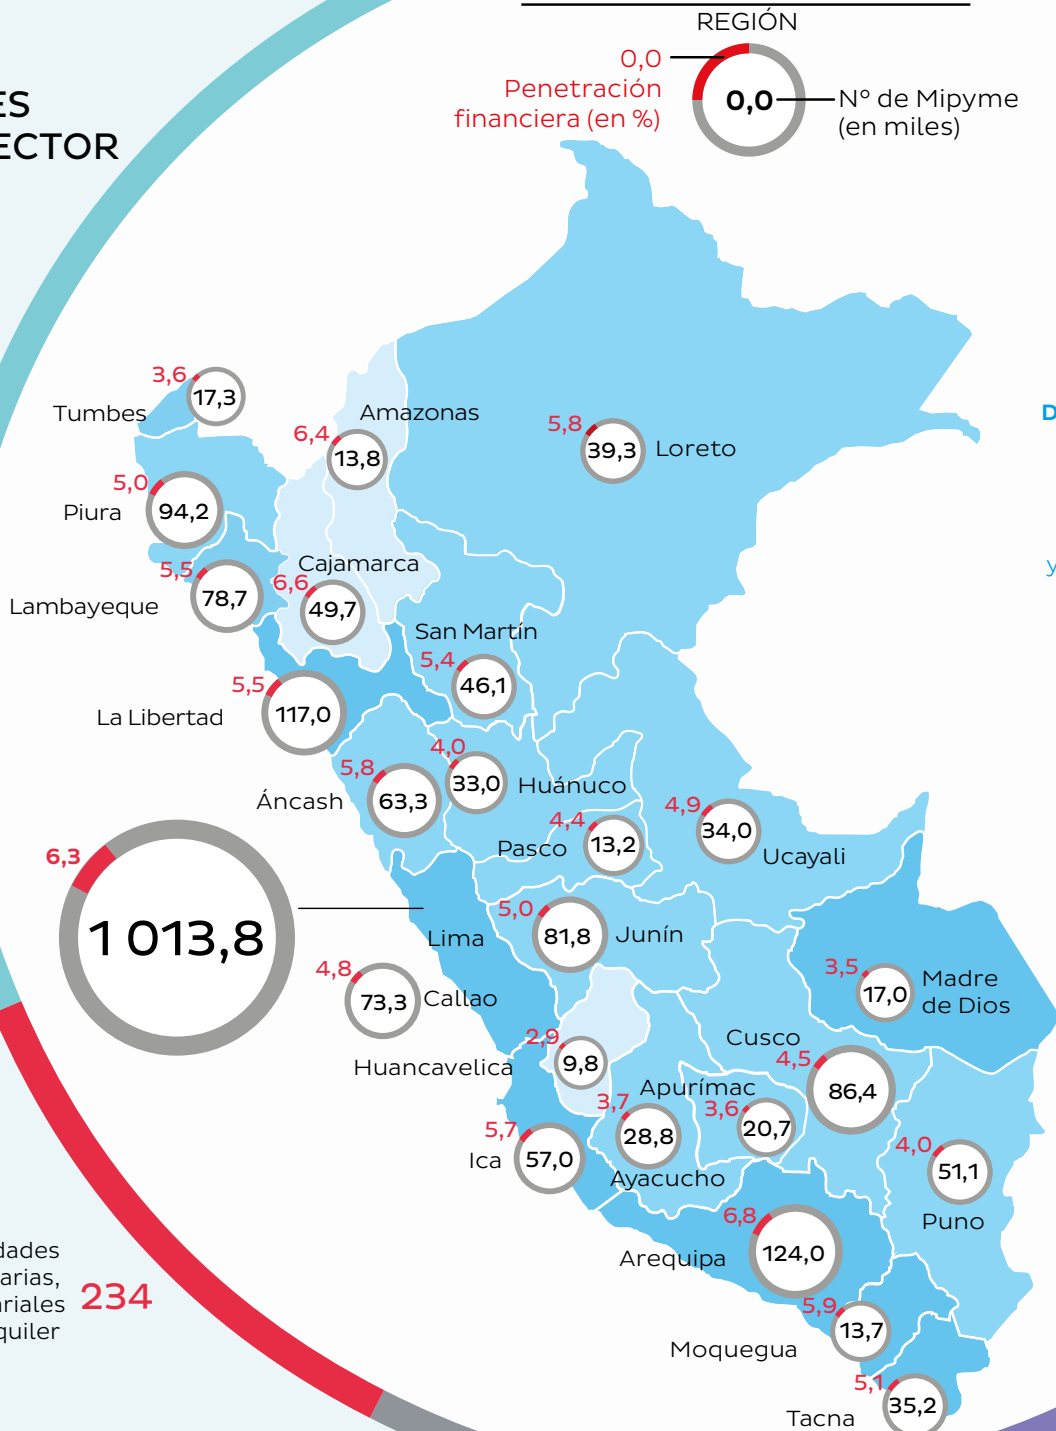 REGIÓN
0,0
Penetración
financiera (en %)
0,0
N° de Mipyme
(en miles)
ES
ECTOR
3,6
17,3
Tumbes
Amazonas
6,4
13,8
5,8
39,3
Loreto
D
5,0
94,2
Piura
Cajamarca
y
5,5
78,7
Lambayeque
6,6
49,7
San Martín
5,4
46,1
5,5
117,0
La Libertad
4,0
33,0
Huánuco
5,8
63,3
Áncash
4,9
34,0
Ucayali
4,4
13,2
Pasco
6,3
1 013,8
Lima
5,0
81,8
Junín
4,8
73,3
Callao
3,5
17,0
Madre
de Dios
Cusco
4,5
86,4
2,9
9,8
Huancavelica
Apurímac
3,6
20,7
3,7
28,8
Ayacucho
5,7
57,0
Ica
4,0
51,1
Puno
6,8
124,0
Arequipa
5,9
13,7
Moquegua
5,1
35,2
Tacna
dades
arias,
ariales
quiler
234